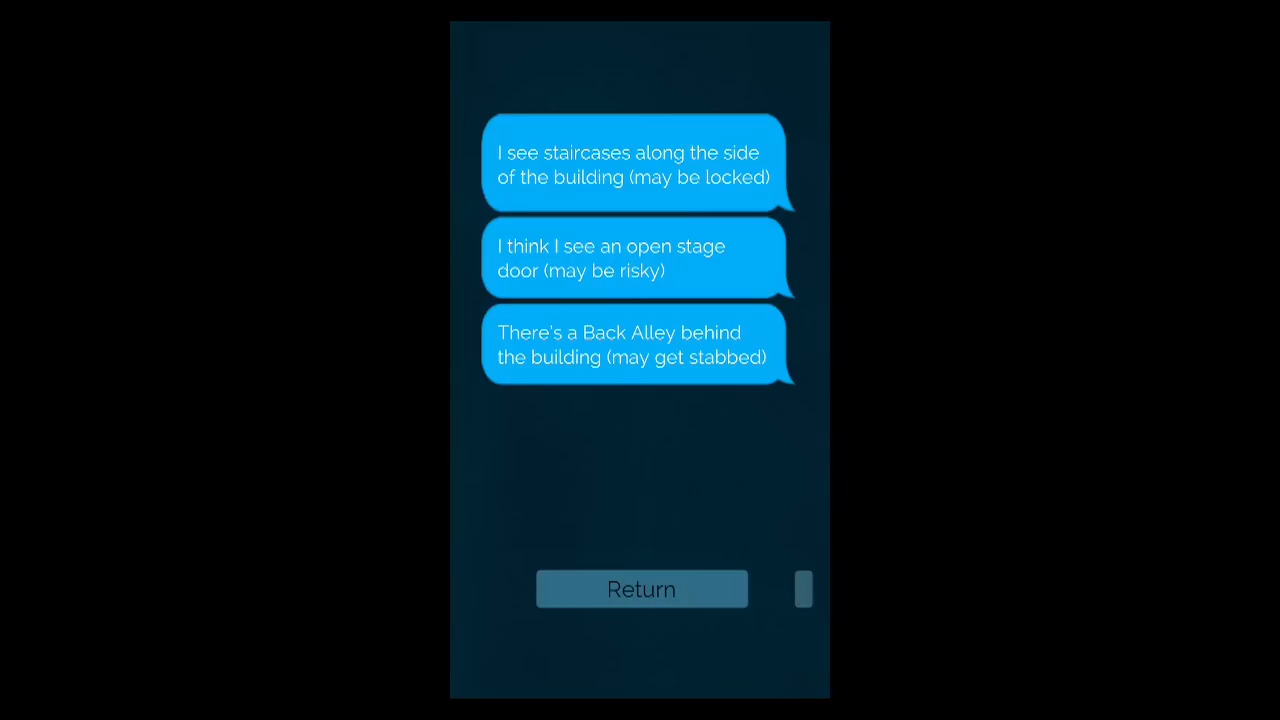 I see staircases along the side
of the building (may be locked)
I think I see an open stage
door (may be risky)
There's a Back Alley behind
the building (may get stabbed)
Return